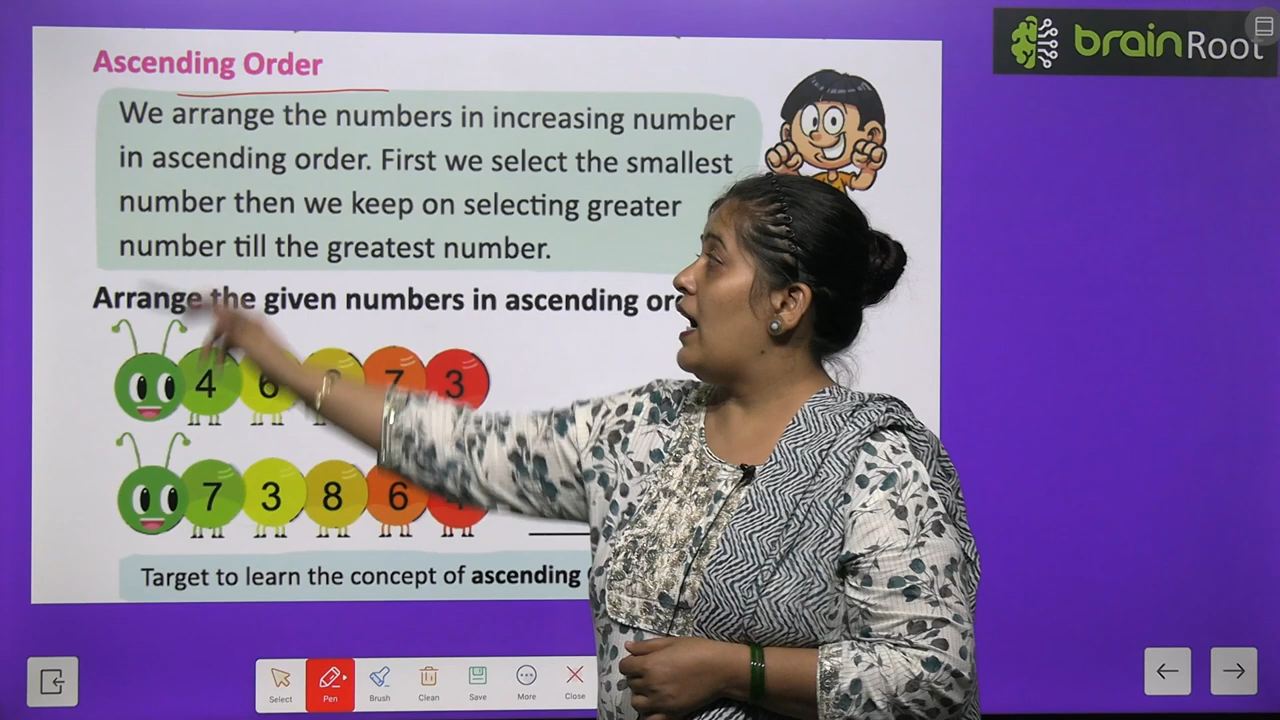 Ascending Order
brainRoot
We arrange the numbers in increasing number
in ascending order. First we select the smallest
number then we keep on selecting greater
number till the greatest number.
Arrange the given numbers in ascending
4 6 7 3
7 3 8 6
Target to learn the concept of ascending
Select Pen Brush Clean Save More Close